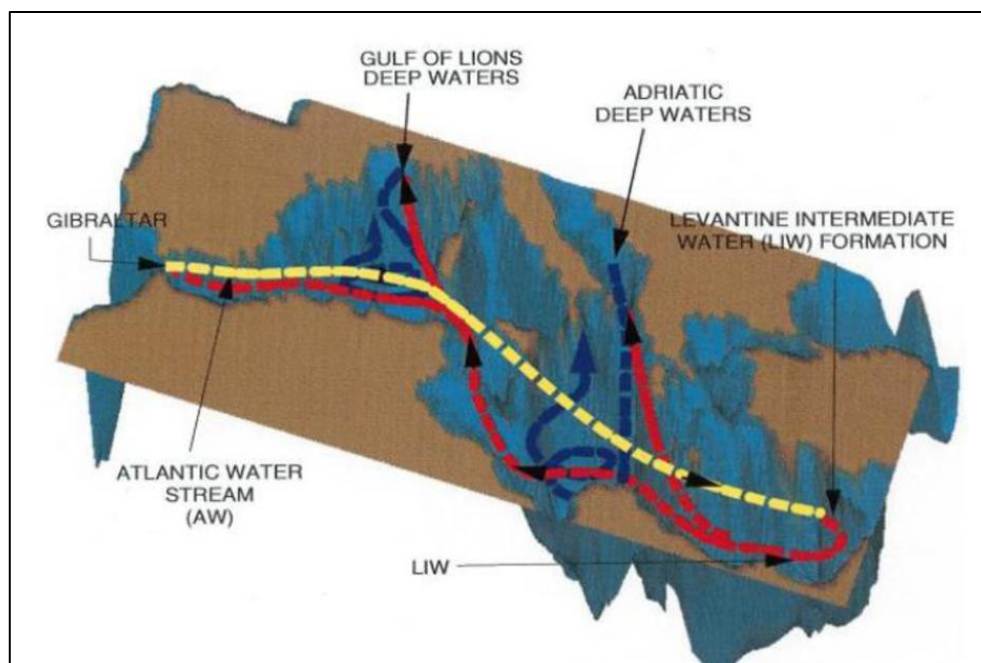 GULF OF LIONS
DEEP WATERS
ADRIATIC
DEEP WATERS
GIBRALTAR
LEVANTINE INTERMEDIATE
WATER (LIW) FORMATION
ATLANTIC WATER
STREAM
(AW)
LIW